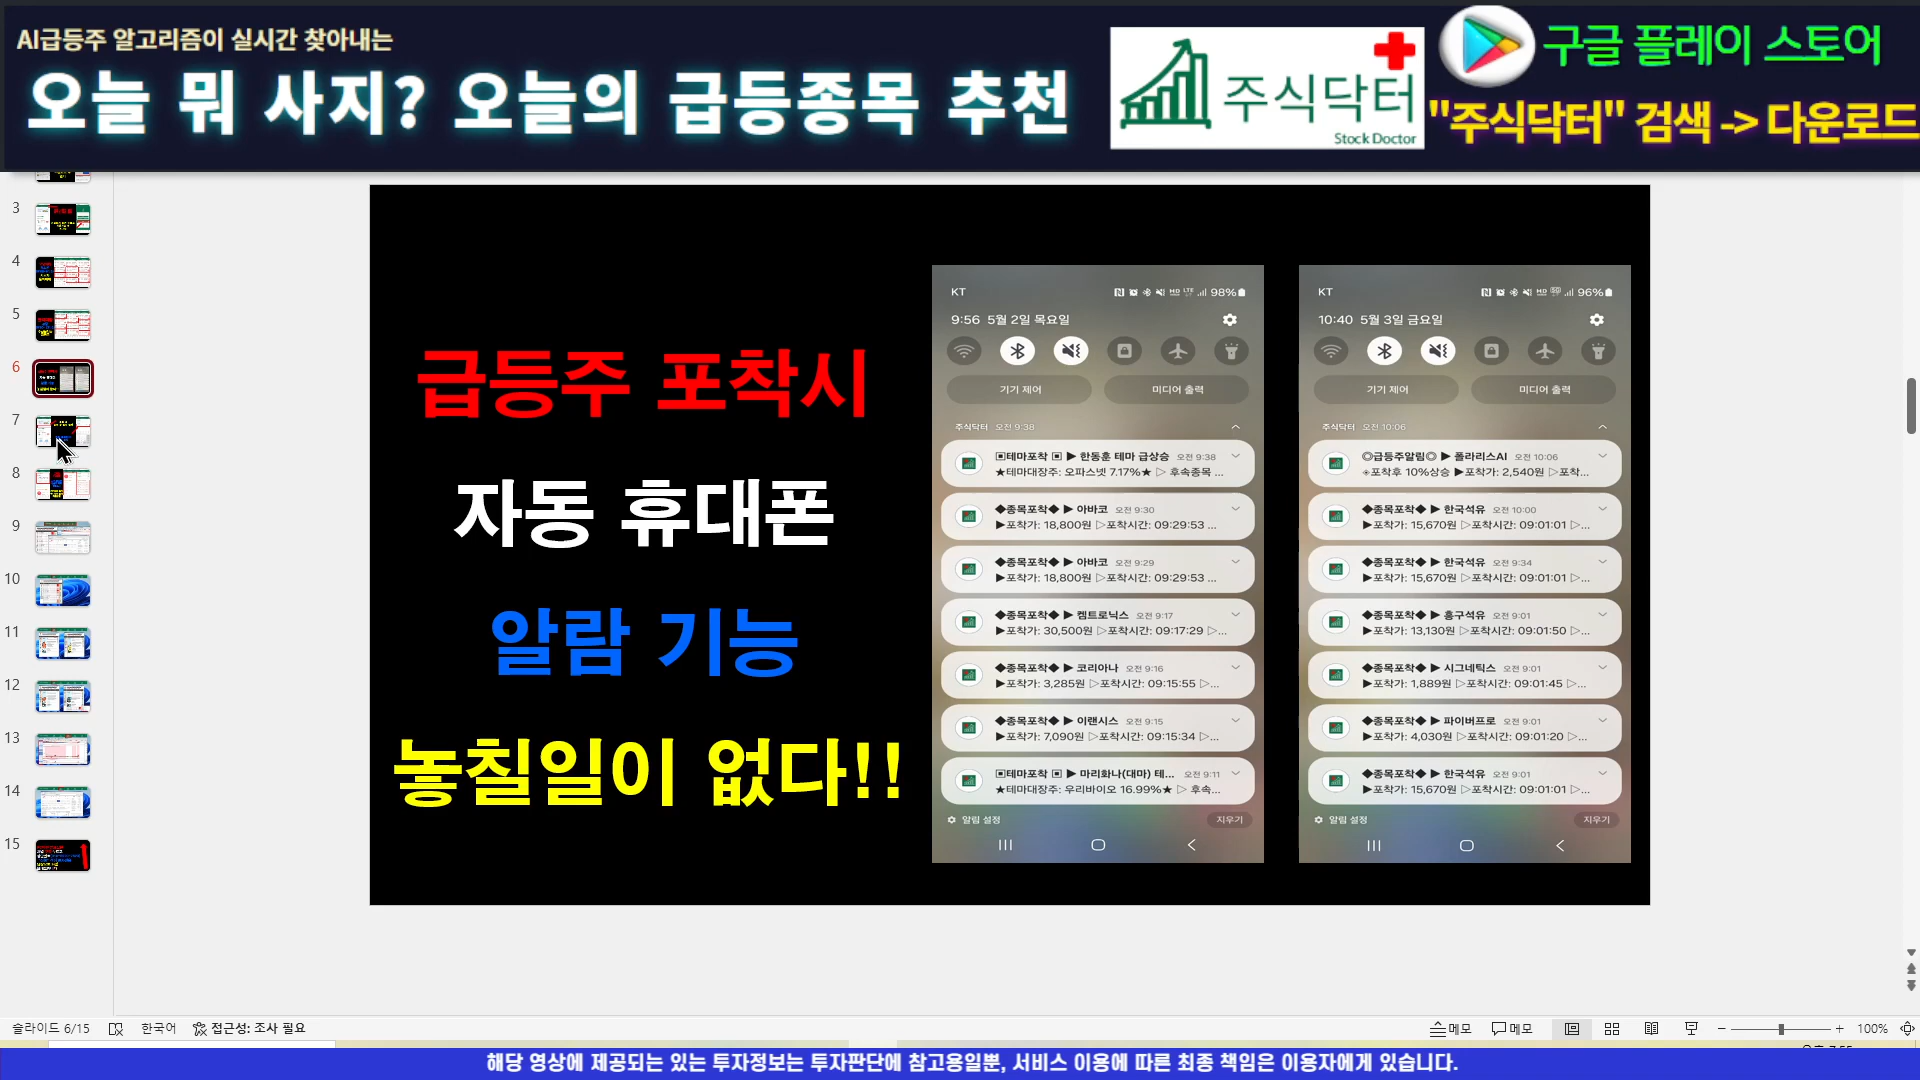 AI급등주 알고리즘이 실시간 찾아내는
오늘 뭐 사지? 오늘의 급등종목 추천
주식닥터
Stock Doctor
구글 플레이 스토어
"주식닥터" 검색 -> 다운로드
3
4
5
6
7
8
9
10
11
12
13
14
15
급등주 포착시
자동 휴대폰
알람 기능
놓칠일이 없다!!
KT
98%
9:56 5월 2일 목요일
기기 제어
미디어 출력
주식닥터 오전 9:38
▣테마포착 ▣ ▶ 한동훈 테마 급상승 오전 9:38
★테마대장주: 오파스넷 7.17%★ ▷ 후속종목 ...
◆종목포착◆ ▶ 아바코 오전 9:30
▶포착가: 18,800원 ▷포착시간: 09:29:53 ...
◆종목포착◆ ▶ 아바코 오전 9:29
▶포착가: 18,800원 ▷포착시간: 09:29:53 ...
◆종목포착◆ ▶ 켐트로닉스 오전 9:17
▶포착가: 30,500원 ▷포착시간: 09:17:29 ▷...
◆종목포착◆ ▶ 코리아나 오전 9:16
▶포착가: 3,285원 ▷포착시간: 09:15:55 ▷...
◆종목포착◆ ▶ 이랜시스 오전 9:15
▶포착가: 7,090원 ▷포착시간: 09:15:34 ▷...
▣테마포착 ▣ ▶ 마리화나(대마) 테... 오전 9:11
★테마대장주: 우리바이오 16.99%★ ▷ 후속...
알림 설정
지우기
KT
96%
10:40 5월 3일 금요일
기기 제어
미디어 출력
주식닥터 오전 10:06
◎급등주알림◎ ▶ 폴라리스AI 오전 10:06
◈포착후 10%상승 ▶포착가: 2,540원 ▷포착...
◆종목포착◆ ▶ 한국석유 오전 10:00
▶포착가: 15,670원 ▷포착시간: 09:01:01 ▷...
◆종목포착◆ ▶ 한국석유 오전 9:34
▶포착가: 15,670원 ▷포착시간: 09:01:01 ▷...
◆종목포착◆ ▶ 흥구석유 오전 9:01
▶포착가: 13,130원 ▷포착시간: 09:01:50 ▷...
◆종목포착◆ ▶ 시그네틱스 오전 9:01
▶포착가: 1,889원 ▷포착시간: 09:01:45 ▷...
◆종목포착◆ ▶ 파이버프로 오전 9:01
▶포착가: 4,030원 ▷포착시간: 09:01:20 ▷...
◆종목포착◆ ▶ 한국석유 오전 9:01
▶포착가: 15,670원 ▷포착시간: 09:01:01 ▷...
알림 설정
지우기
슬라이드 6/15 한국어 접근성: 조사 필요
메모 메모 100%
해당 영상에 제공되는 있는 투자정보는 투자판단에 참고용일뿐, 서비스 이용에 따른 최종 책임은 이용자에게 있습니다.